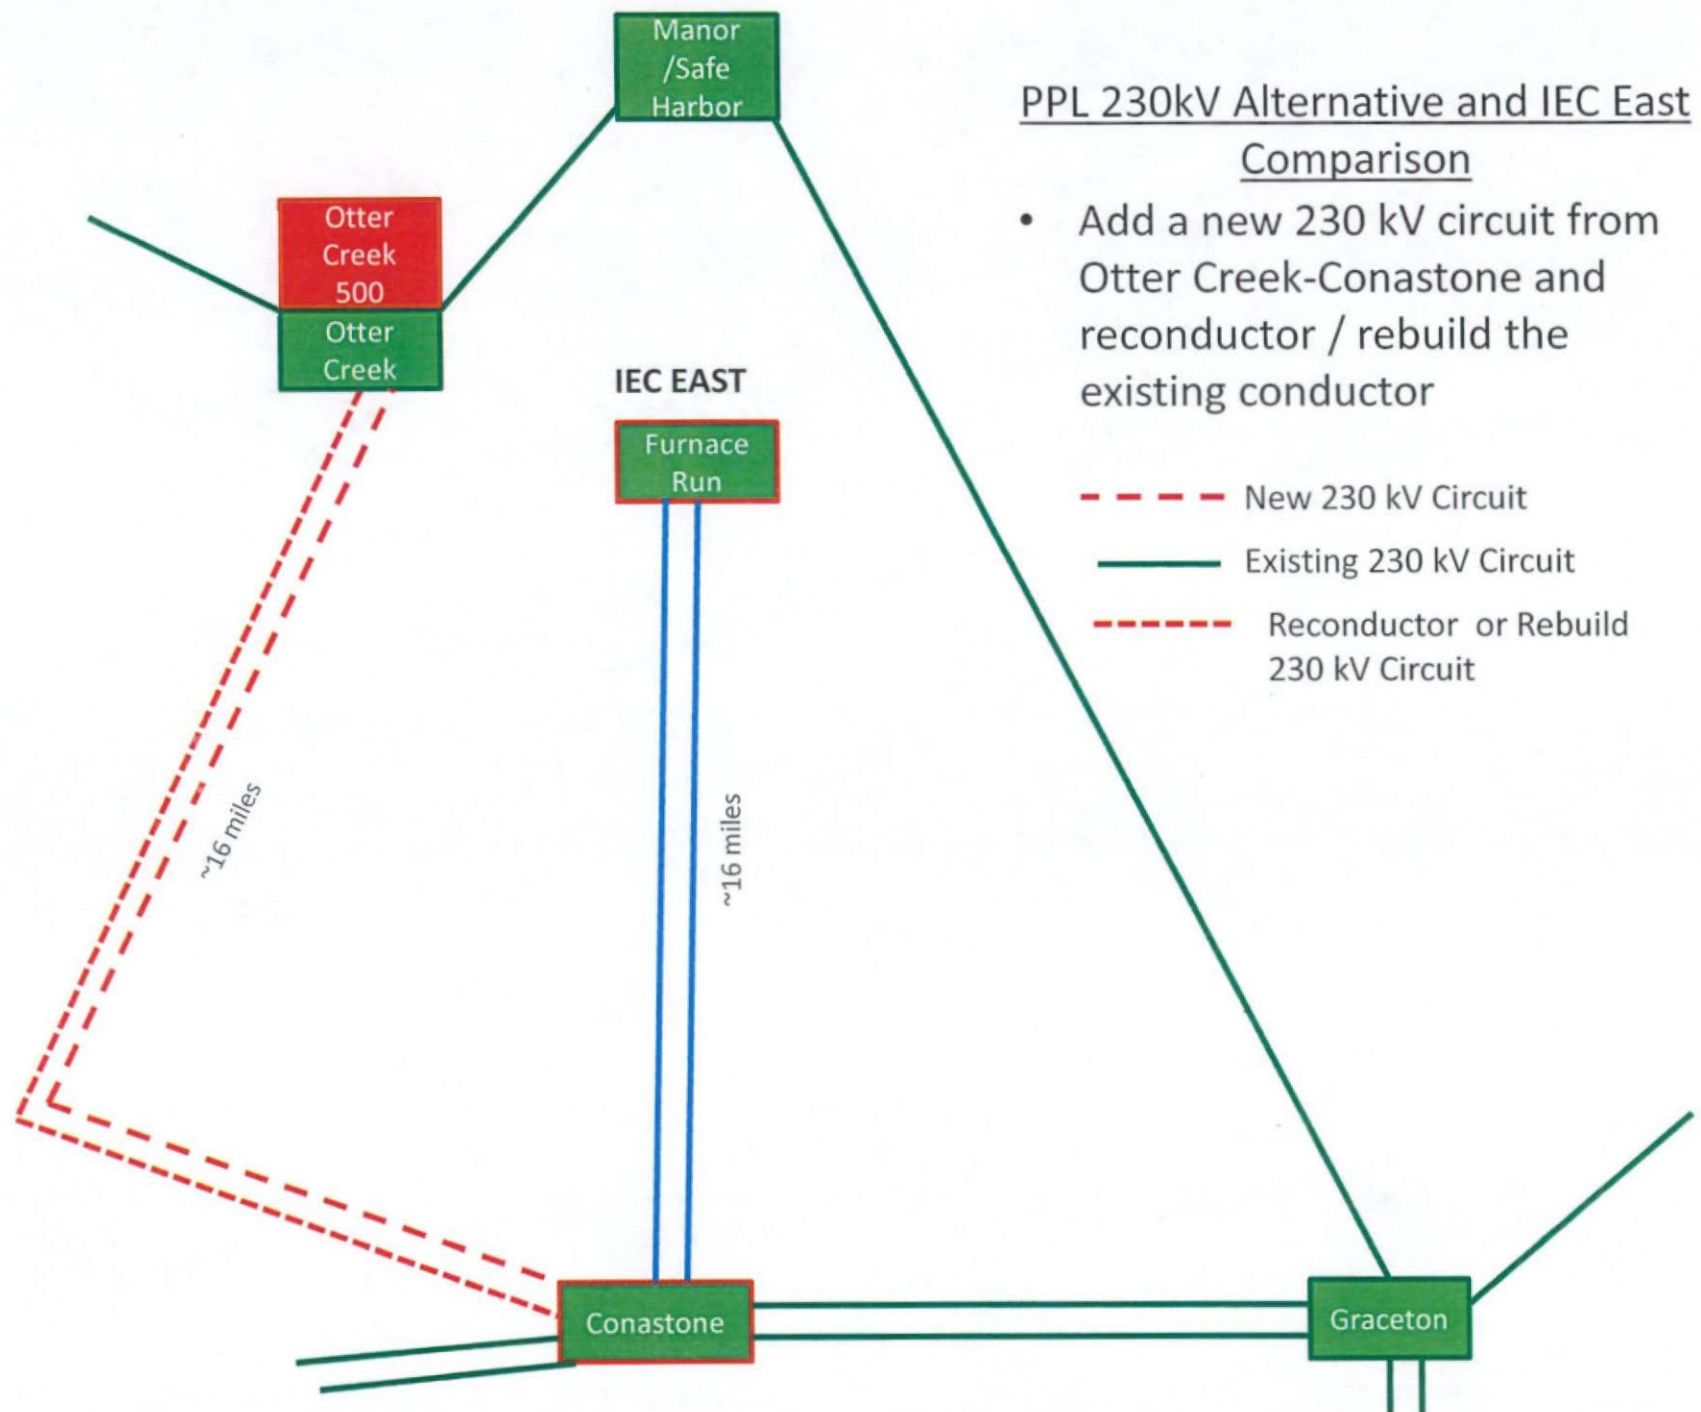 Manor
/Safe
Harbor
PPL 230kV Alternative and IEC East
Comparison
• Add a new 230 kV circuit from
Otter Creek-Conastone and
reconductor / rebuild the
existing conductor
Otter
Creek
500
Otter
Creek
IEC EAST
Furnace
Run
New 230 kV Circuit
Existing 230 kV Circuit
Reconductor or Rebuild
230 kV Circuit
~16 miles
~16 miles
Conastone
Graceton